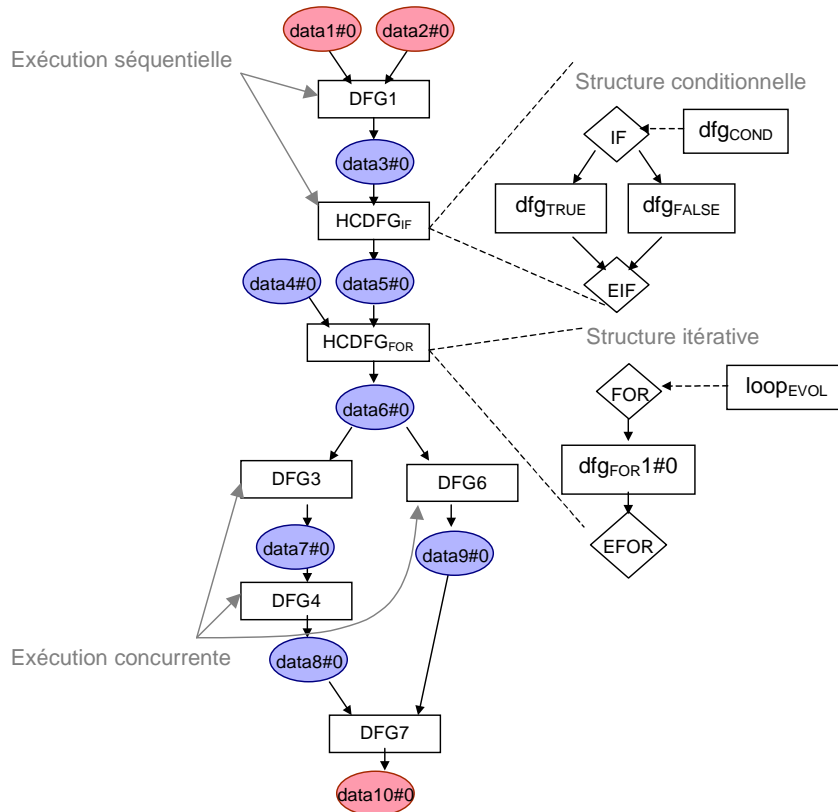 data1#0
data2#0
Exécution séquentielle
Structure conditionnelle
DFG1
IF
dfgCOND
data3#0
dfgTRUE
dfgFALSE
HCDFGIF
data4#0
data5#0
EIF
HCDFGFOR
Structure itérative
FOR
loopEVOL
data6#0
dfgFOR1#0
DFG3
DFG6
data7#0
data9#0
EFOR
DFG4
Exécution concurrente
data8#0
DFG7
data10#0